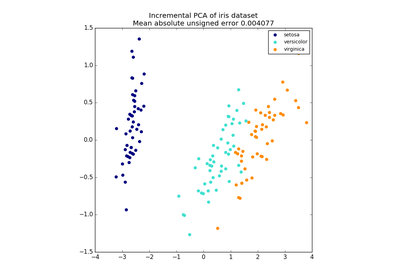 Incremental PCA of iris dataset
Mean absolute unsigned error 0.004077
setosa
versicolor
virginica
1.5
1.0
0.5
0.0
−0.5
−1.0
−1.5
−4 −3 −2 −1 0 1 2 3 4